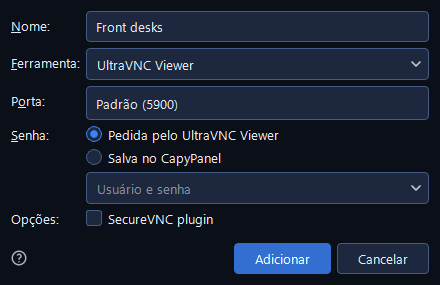 Nome: Front desks
Ferramenta: UltraVNC Viewer
Porta: Padrão (5900)
Senha: Pedida pelo UltraVNC Viewer
Salva no CapyPanel
Usuário e senha
Opções: SecureVNC plugin
? Adicionar Cancelar